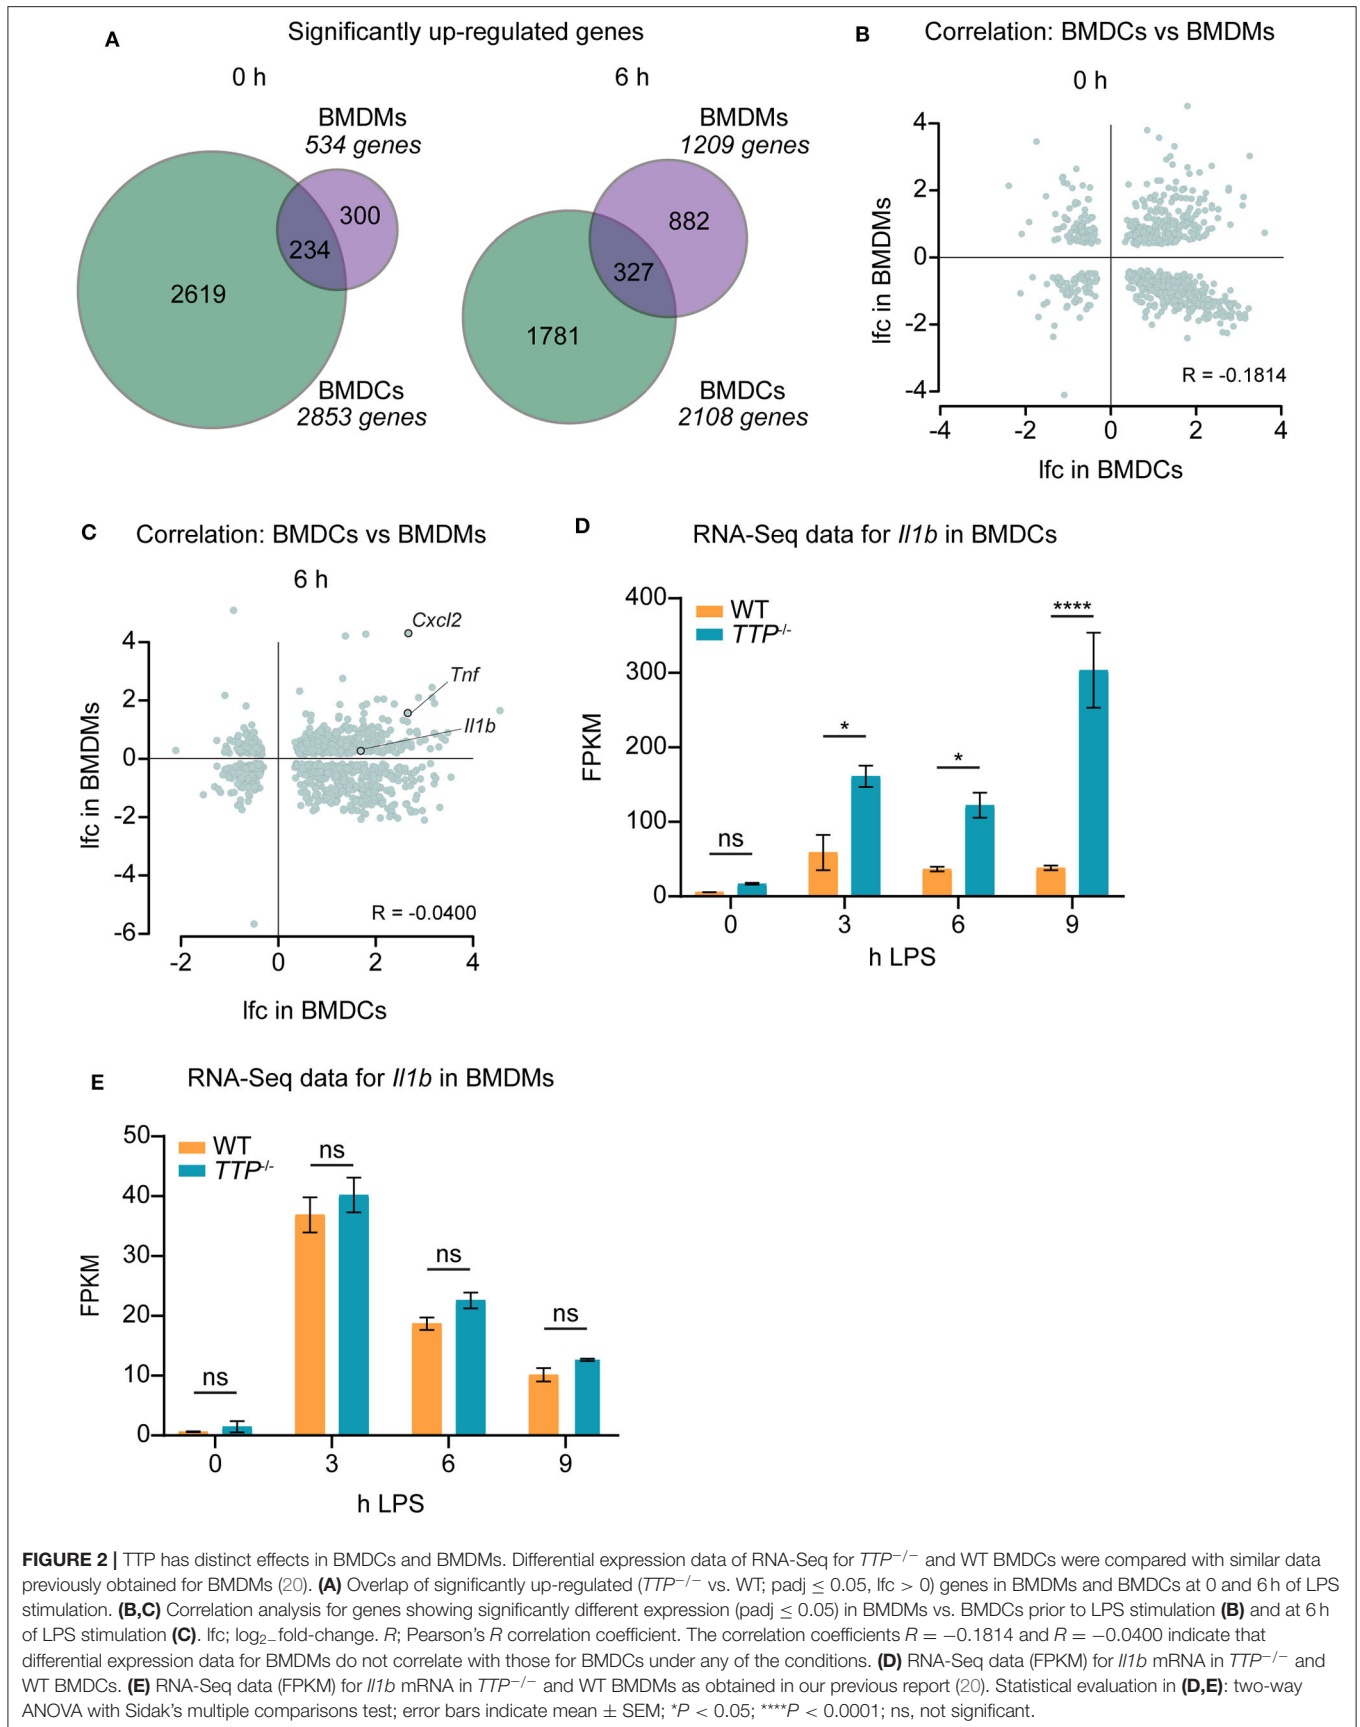 A
Significantly up-regulated genes
0 h
6 h
BMDMs
534 genes
300
234
2619
BMDCs
2853 genes
BMDMs
1209 genes
882
327
1781
BMDCs
2108 genes
B
Correlation: BMDCs vs BMDMs
0 h
lfc in BMDMs
4
2
0
-2
-4
R = -0.1814
-4
-2
0
2
4
lfc in BMDCs
C
Correlation: BMDCs vs BMDMs
6 h
Cxcl2
Tnf
Il1b
lfc in BMDMs
4
2
0
-2
-4
-6
R = -0.0400
-2
0
2
4
lfc in BMDCs
D
RNA-Seq data for Il1b in BMDCs
WT
TTP-/-
FPKM
400
300
200
100
0
ns
*
*
****
0
3
6
9
h LPS
E
RNA-Seq data for Il1b in BMDMs
WT
TTP-/-
FPKM
50
40
30
20
10
0
ns
ns
ns
ns
0
3
6
9
h LPS
FIGURE 2 | TTP has distinct effects in BMDCs and BMDMs. Differential expression data of RNA-Seq for TTP−/− and WT BMDCs were compared with similar data
previously obtained for BMDMs (20). (A) Overlap of significantly up-regulated (TTP−/− vs. WT; padj ≤ 0.05, lfc > 0) genes in BMDMs and BMDCs at 0 and 6 h of LPS
stimulation. (B,C) Correlation analysis for genes showing significantly different expression (padj ≤ 0.05) in BMDMs vs. BMDCs prior to LPS stimulation (B) and at 6 h
of LPS stimulation (C). lfc; log2–fold-change. R; Pearson's R correlation coefficient. The correlation coefficients R = −0.1814 and R = −0.0400 indicate that
differential expression data for BMDMs do not correlate with those for BMDCs under any of the conditions. (D) RNA-Seq data (FPKM) for Il1b mRNA in TTP−/− and
WT BMDCs. (E) RNA-Seq data (FPKM) for Il1b mRNA in TTP−/− and WT BMDMs as obtained in our previous report (20). Statistical evaluation in (D,E): two-way
ANOVA with Sidak's multiple comparisons test; error bars indicate mean ± SEM; *P < 0.05; ****P < 0.0001; ns, not significant.